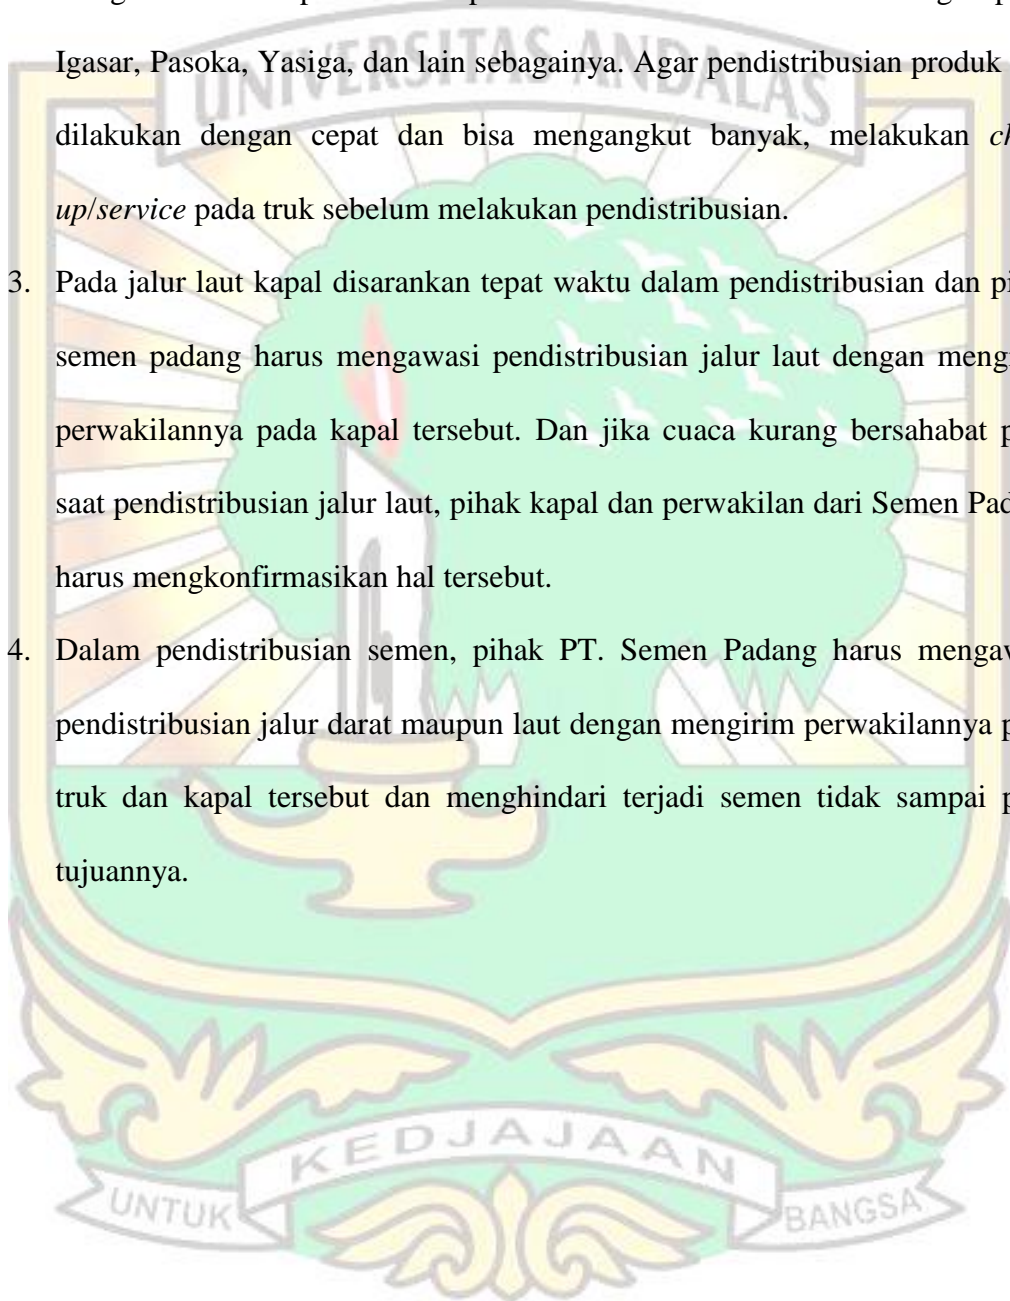 Igasar, Pasoka, Yasiga, dan lain sebagainya. Agar pendistribusian produk
dilakukan dengan cepat dan bisa mengangkut banyak, melakukan
up/service pada truk sebelum melakukan pendistribusian.
3. Pada jalur laut kapal disarankan tepat waktu dalam pendistribusian dan
semen padang harus mengawasi pendistribusian jalur laut dengan
perwakilannya pada kapal tersebut. Dan jika cuaca kurang bersahabat
saat pendistribusian jalur laut, pihak kapal dan perwakilan dari Semen
harus mengkonfirmasikan hal tersebut.
4. Dalam pendistribusian semen, pihak PT. Semen Padang harus
pendistribusian jalur darat maupun laut dengan mengirim perwakilannya
truk dan kapal tersebut dan menghindari terjadi semen tidak sampai
tujuannya.
UNIVERSITAS ANDALAS
KEDJAJAAN
UNTUK BANGSA